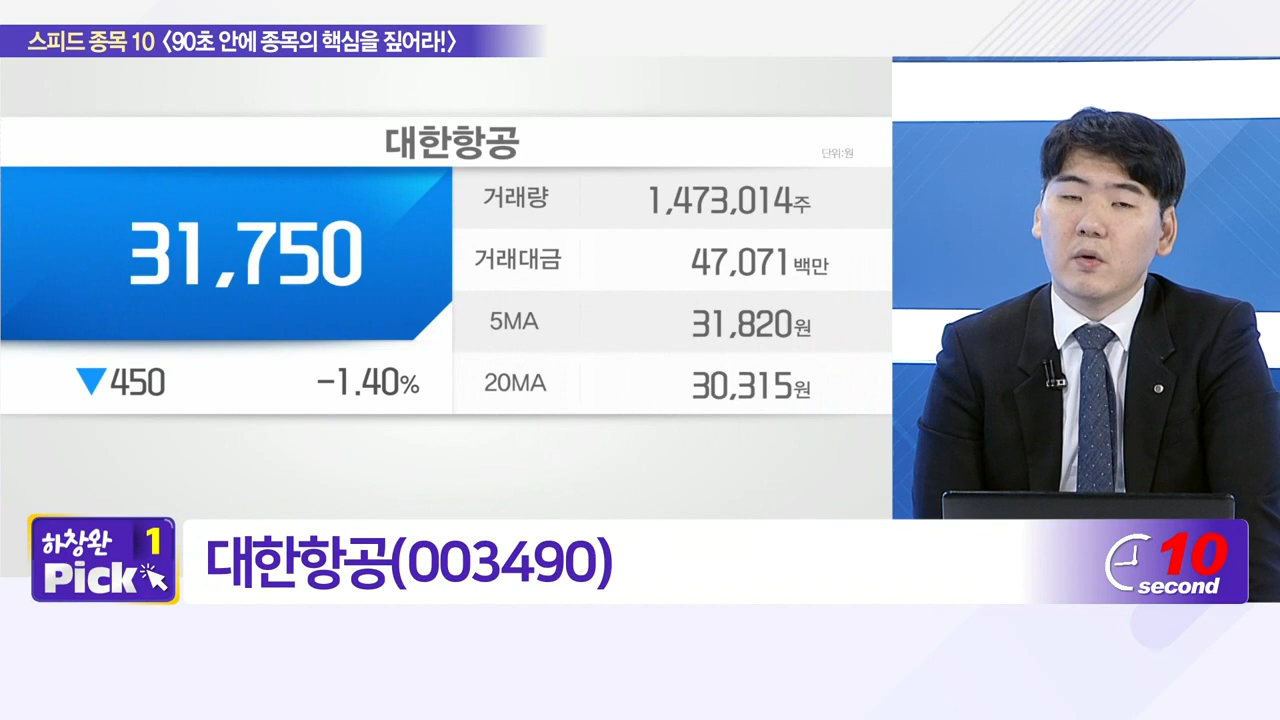 스피드 종목 10 〈90초 안에 종목의 핵심을 짚어라!〉
대한항공
단위:원
31,750
▼450 -1.40%
거래량 1,473,014주
거래대금 47,071백만
5MA 31,820원
20MA 30,315원
하창완 1
Pick
대한항공(003490)
10
second